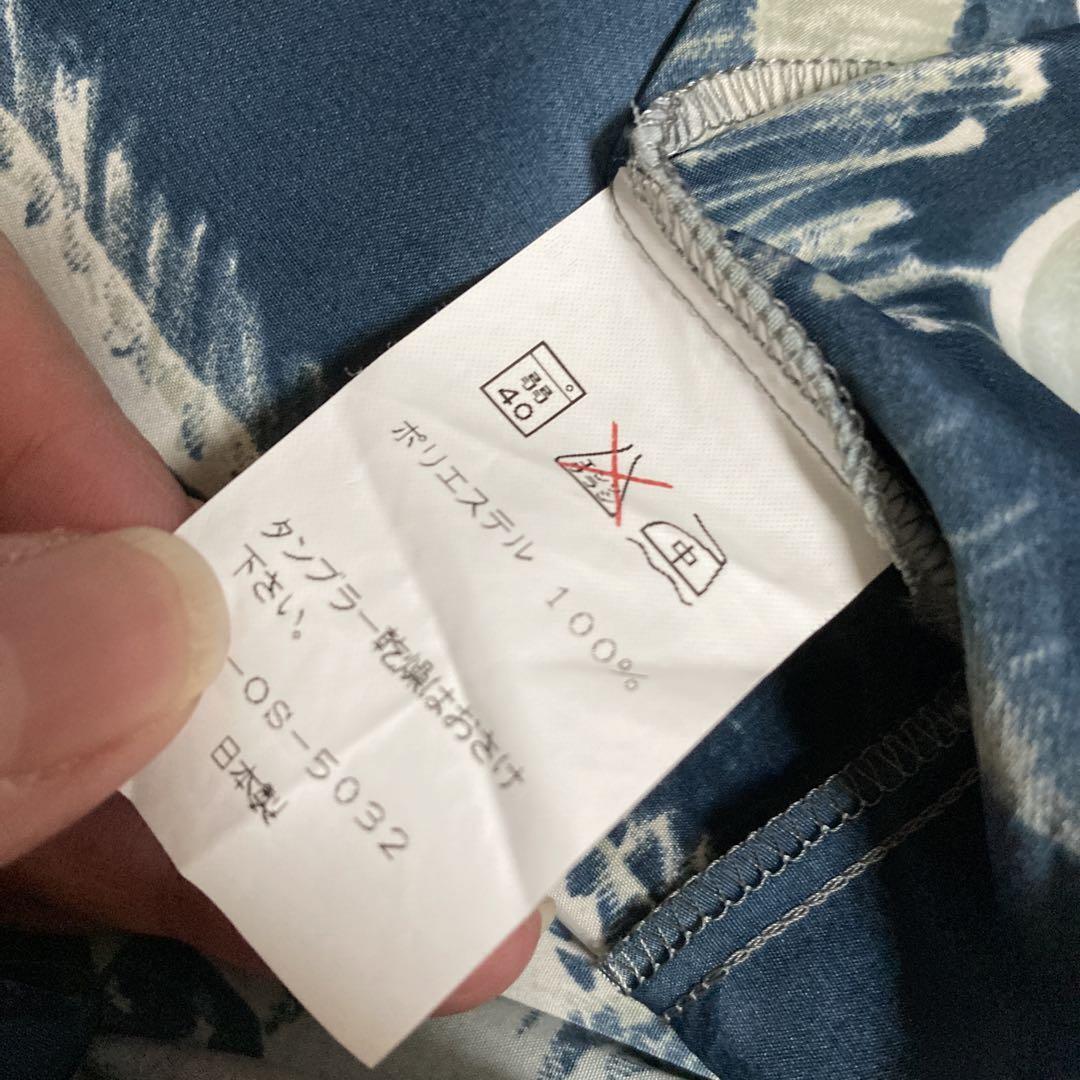 弱
40
中
ポリエステル 100%
タンブラー乾燥はおさけ
下さい。
-OS-5032
日本製